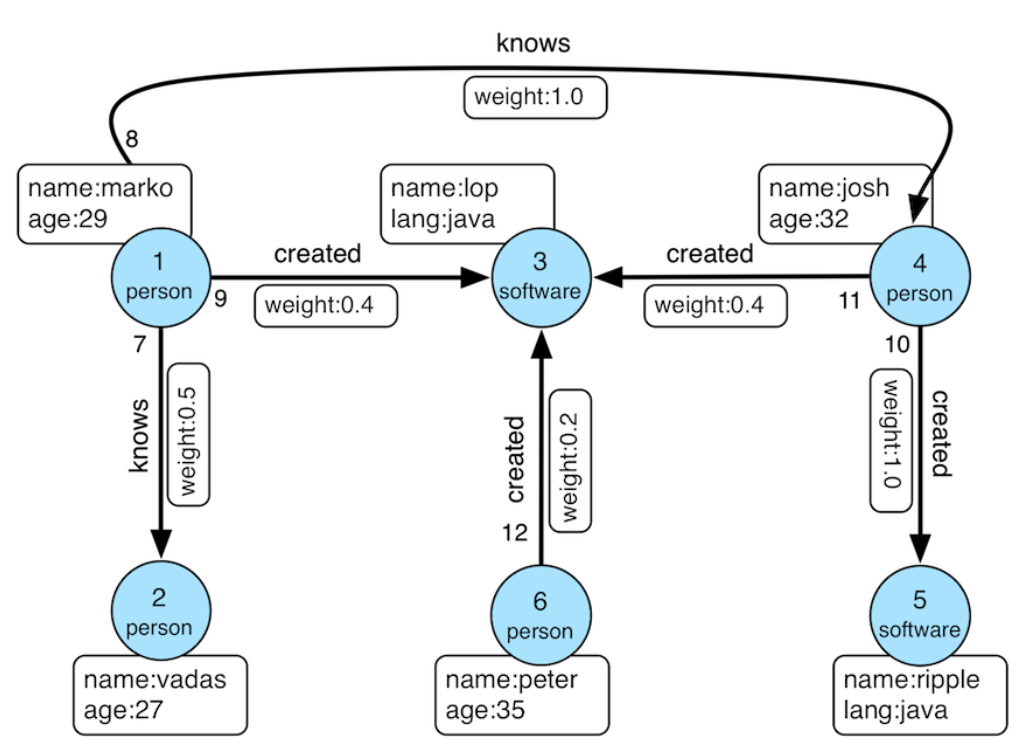 knows
weight:1.0
8
name:marko
age:29
name:lop
lang:java
name:josh
age:32
1
person
9
created
weight:0.4
3
software
created
weight:0.4
11
4
person
7
knows
weight:0.5
created
weight:0.2
12
10
weight:1.0
created
2
person
name:vadas
age:27
6
person
name:peter
age:35
5
software
name:ripple
lang:java